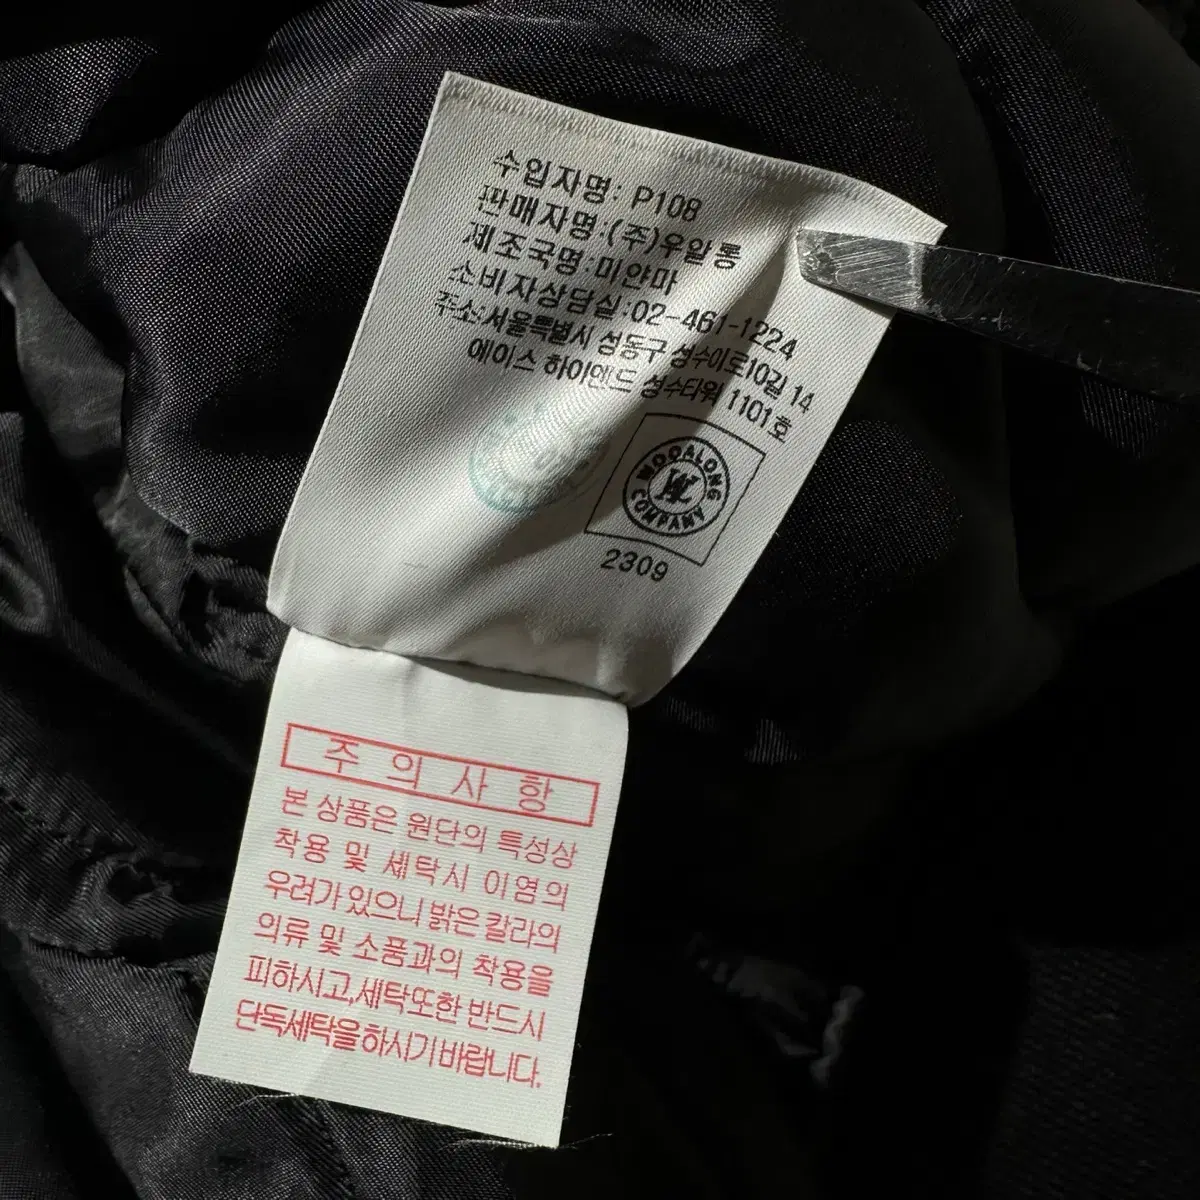 수입자명: P108
판매자명:(주)우알롱
제조국명:미얀마
소비자상담실:02-461-1224
주소:서울특별시 성동구 성수이로10길 14
에이스 하이엔드 성수타워 1101호
WOOALONG
COMPANY
2309
주의사항
본 상품은 원단의 특성상
착용 및 세탁시 이염의
우려가 있으니 밝은 칼라의
의류 및 소품과의 착용을
피하시고,세탁또한 반드시
단독세탁을하시기바랍니다.